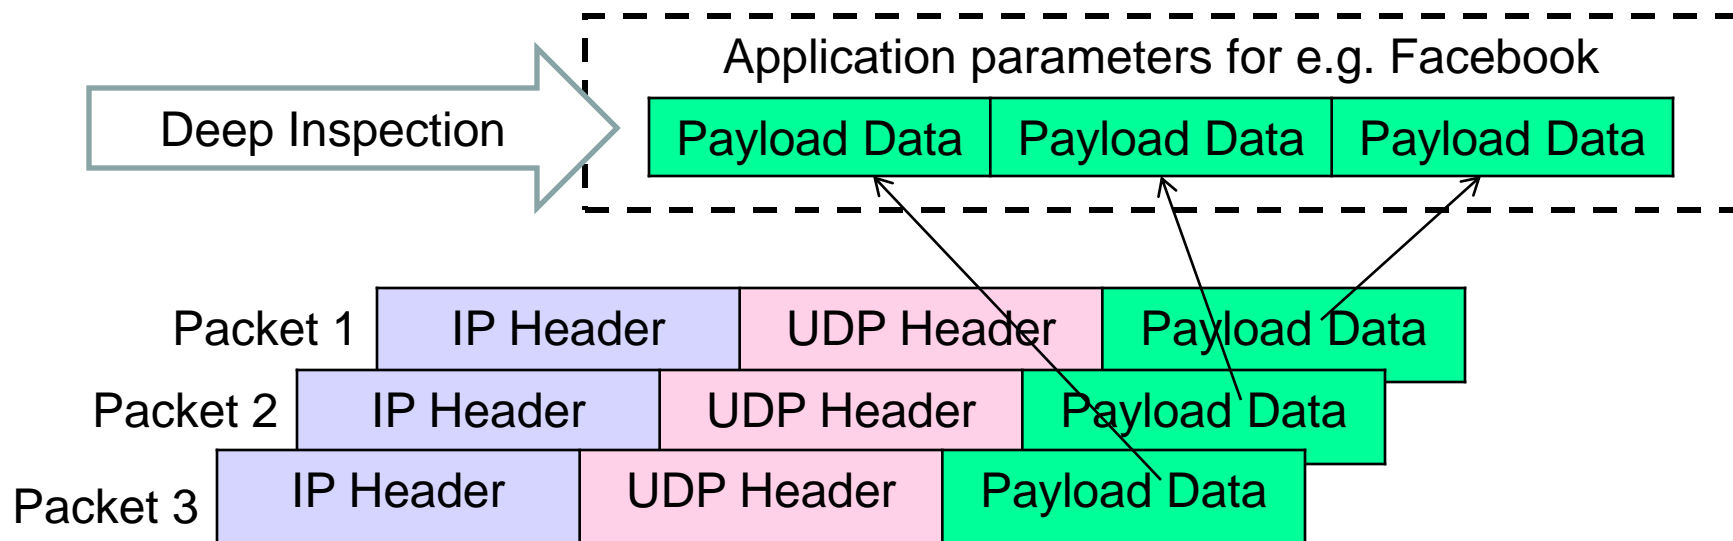 Application parameters for e.g. Facebook
Deep Inspection
Payload Data Payload Data Payload Data
Packet 1 IP Header UDP Header Payload Data
Packet 2 IP Header UDP Header Payload Data
Packet 3 IP Header UDP Header Payload Data